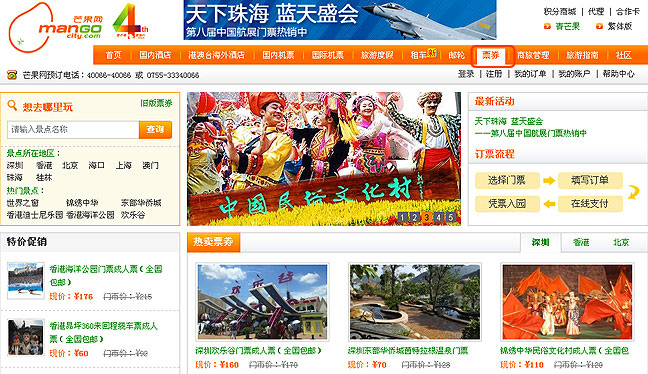 芒果网
mangocity.com
4th
天下珠海 蓝天盛会
第八届中国航展门票热销中
积分商城 | 代理 | 合作卡
青芒果
繁体版
首页 国内酒店 港澳台海外酒店 国内机票 国际机票 旅游度假 租车 邮轮 票券 商旅管理 旅游指南 社区
芒果网预订电话：40066-40066 或 0755-33340066
登录 | 注册 | 我的订单 | 我的账户 | 帮助中心
想去哪里玩
旧版票券
请输入景点名称
查询
景点所在地区：
深圳 香港 北京 海口 上海 澳门
珠海 桂林
热门景点：
世界之窗 锦绣中华 东部华侨城
香港迪士尼乐园 香港海洋公园 欢乐谷
中国民俗文化村
1 2 3 4 5
最新活动
天下珠海 蓝天盛会
——第八届中国航展门票热销中
订票流程
选择门票
填写订单
凭票入园
在线支付
特价促销
香港海洋公园门票成人票（全国包邮）
现价：¥176 门市价：¥215
香港昂坪360来回程缆车票成人票（全国包邮）
现价：¥60 门市价：¥92
热卖票券
深圳 香港 北京
欢乐谷
深圳欢乐谷门票成人票（全国包邮）
现价：¥160 门市价：¥170
深圳东部华侨城茵特拉根温泉门票
现价：¥70 门市价：¥128
锦绣中华民俗文化村成人票（全国包
现价：¥110 门市价：¥120